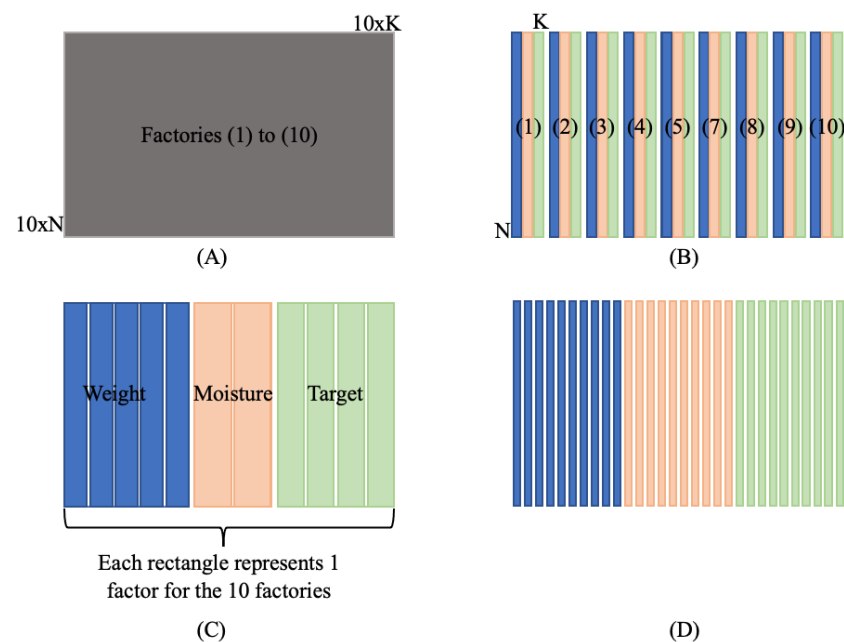 10xK
Factories (1) to (10)
10xN
(A)
K
(1) (2) (3) (4) (5) (7) (8) (9) (10)
N
(B)
Weight Moisture Target
Each rectangle represents 1
factor for the 10 factories
(C)
(D)